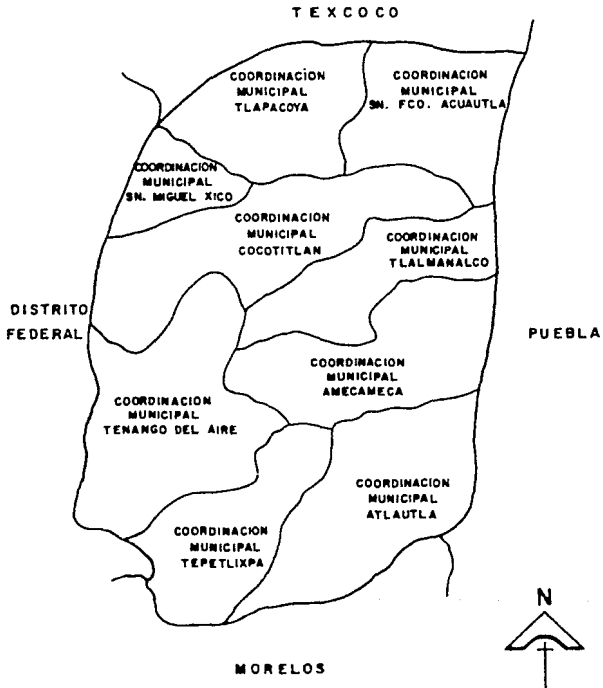 TEXCOCO
COORDINACION
MUNICIPAL
TLAPACOYA
COORDINACION
MUNICIPAL
SN. FCO. ACUAUTLA
COORDINACION
MUNICIPAL
SN. MIGUEL XICO
COORDINACION
MUNICIPAL
COCOTITLAN
COORDINACION
MUNICIPAL
TLALMANALCO
DISTRITO
FEDERAL
PUEBLA
COORDINACION
MUNICIPAL
AMECAMECA
COORDINACION
MUNICIPAL
TENANGO DEL AIRE
COORDINACION
MUNICIPAL
ATLAUTLA
COORDINACION
MUNICIPAL
TEPETLIXPA
N
MORELOS